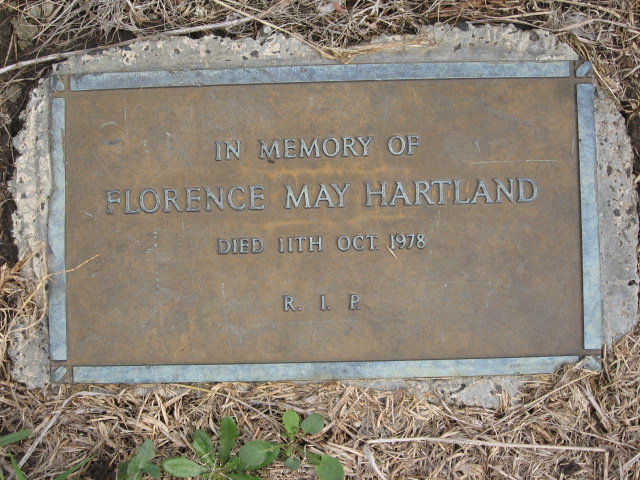 IN MEMORY OF
FLORENCE MAY HARTLAND
DIED 11TH OCT. 1978
R. I. P.